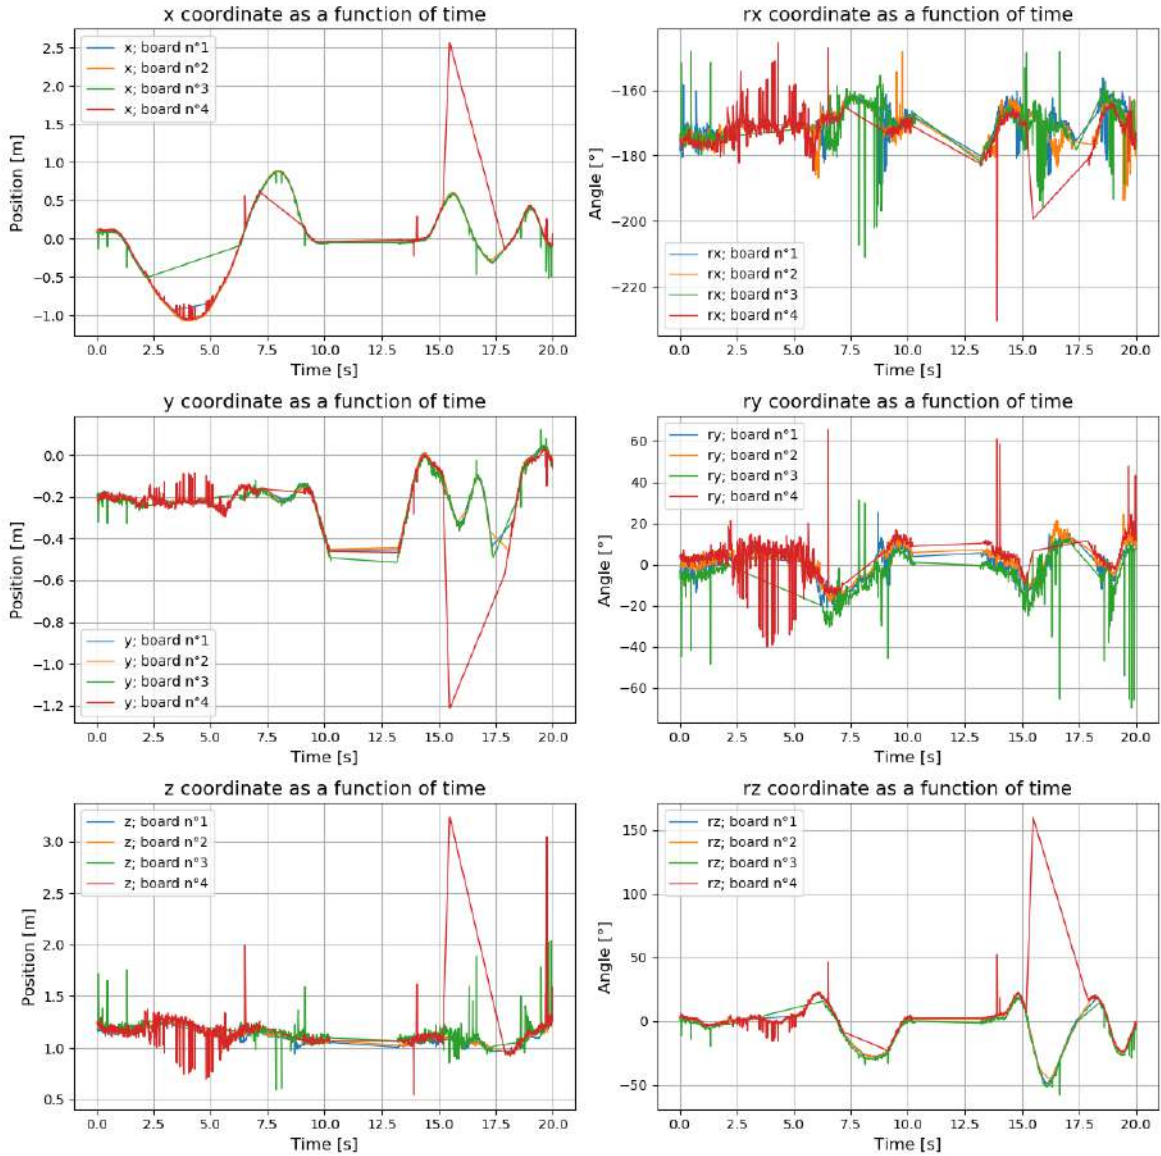 x coordinate as a function of time
x; board n°1
x; board n°2
x; board n°3
x; board n°4
Position [m]
2.5
2.0
1.5
1.0
0.5
0.0
−0.5
−1.0
0.0 2.5 5.0 7.5 10.0 12.5 15.0 17.5 20.0
Time [s]
rx coordinate as a function of time
rx; board n°1
rx; board n°2
rx; board n°3
rx; board n°4
Angle [°]
−160
−180
−200
−220
0.0 2.5 5.0 7.5 10.0 12.5 15.0 17.5 20.0
Time [s]
y coordinate as a function of time
y; board n°1
y; board n°2
y; board n°3
y; board n°4
Position [m]
0.0
−0.2
−0.4
−0.6
−0.8
−1.0
−1.2
0.0 2.5 5.0 7.5 10.0 12.5 15.0 17.5 20.0
Time [s]
ry coordinate as a function of time
ry; board n°1
ry; board n°2
ry; board n°3
ry; board n°4
Angle [°]
60
40
20
0
−20
−40
−60
0.0 2.5 5.0 7.5 10.0 12.5 15.0 17.5 20.0
Time [s]
z coordinate as a function of time
z; board n°1
z; board n°2
z; board n°3
z; board n°4
Position [m]
3.0
2.5
2.0
1.5
1.0
0.5
0.0 2.5 5.0 7.5 10.0 12.5 15.0 17.5 20.0
Time [s]
rz coordinate as a function of time
rz; board n°1
rz; board n°2
rz; board n°3
rz; board n°4
Angle [°]
150
100
50
0
−50
0.0 2.5 5.0 7.5 10.0 12.5 15.0 17.5 20.0
Time [s]